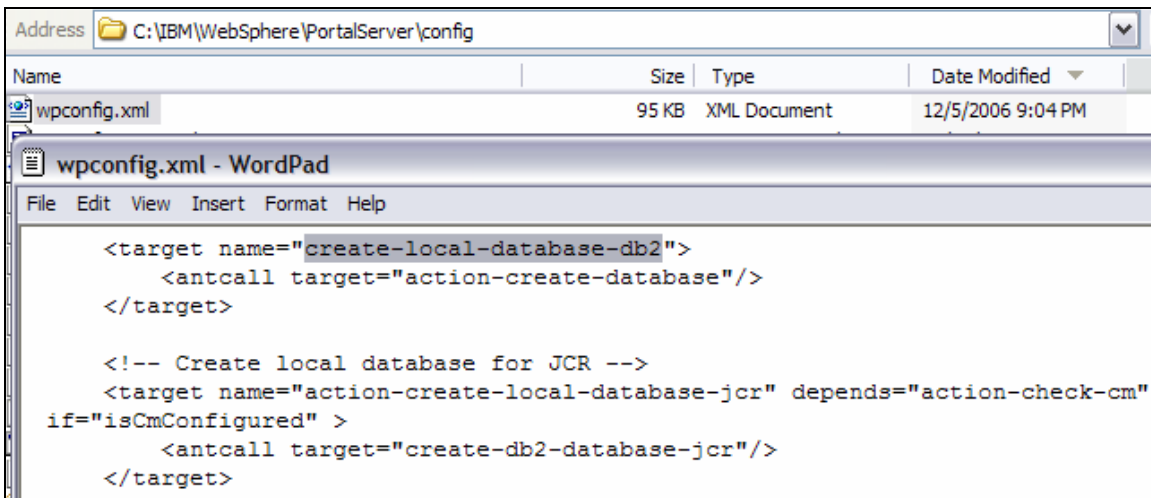 Address C:\IBM\WebSphere\PortalServer\config
Name Size Type Date Modified
wpconfig.xml 95 KB XML Document 12/5/2006 9:04 PM
wpconfig.xml - WordPad
File Edit View Insert Format Help
<target name="create-local-database-db2">
<antcall target="action-create-database"/>
</target>
<!-- Create local database for JCR -->
<target name="action-create-local-database-jcr" depends="action-check-cm"
if="isCmConfigured" >
<antcall target="create-db2-database-jcr"/>
</target>